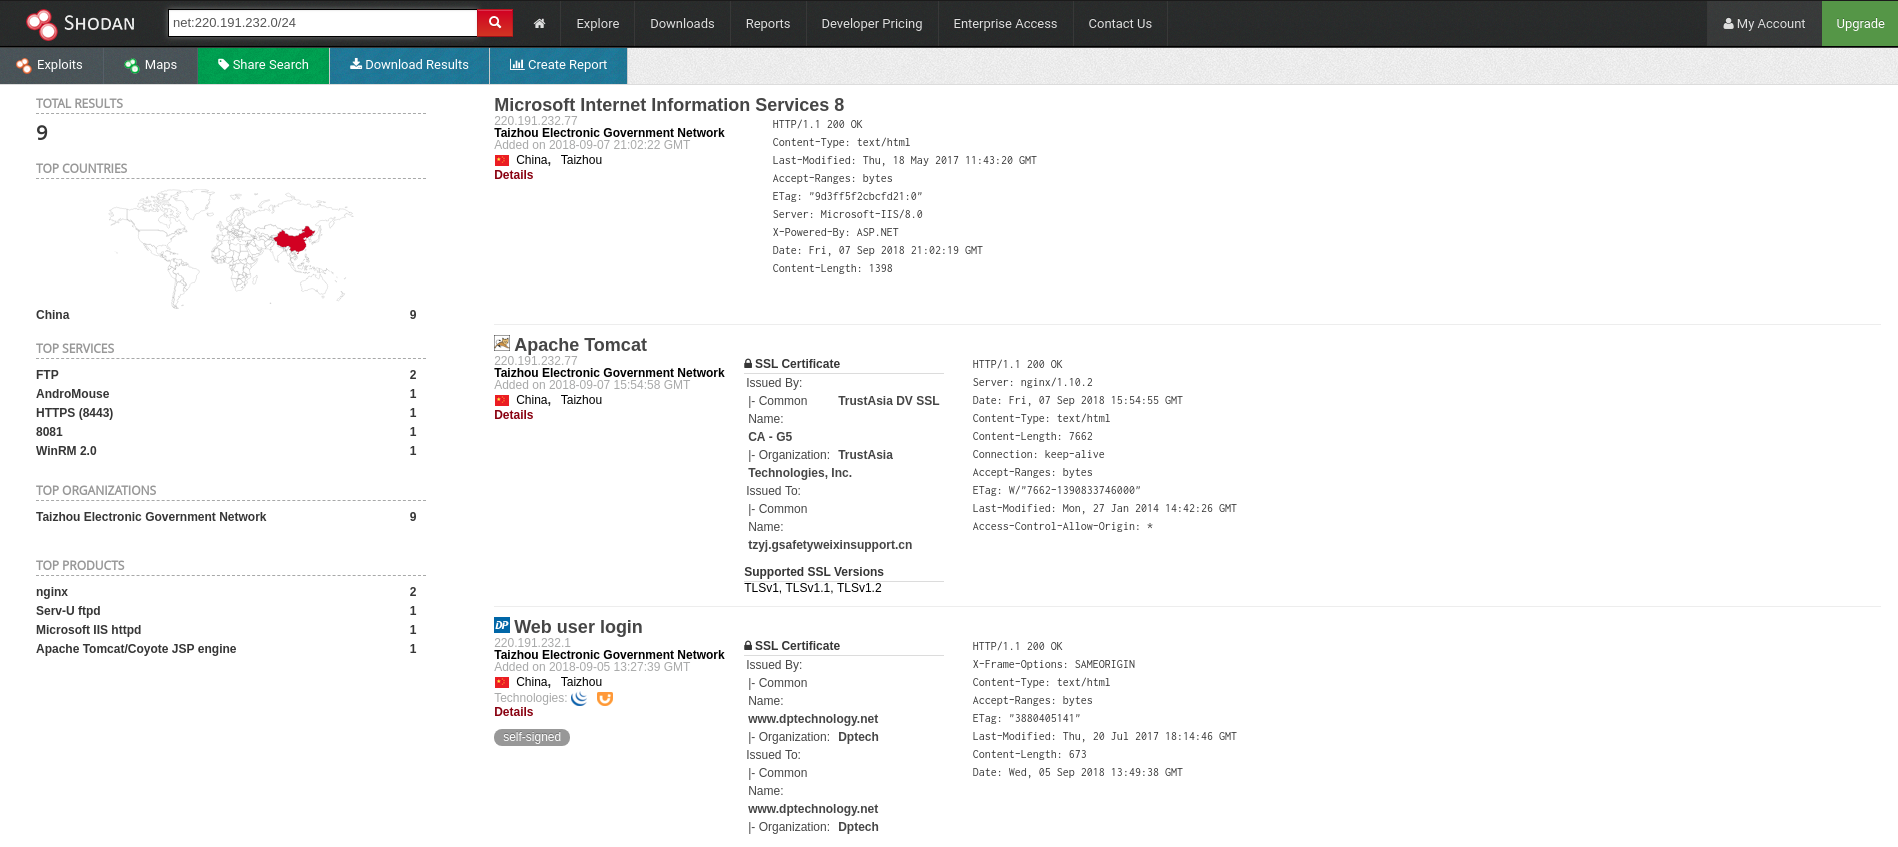 SHODAN
net:220.191.232.0/24
Explore
Downloads
Reports
Developer Pricing
Enterprise Access
Contact Us
My Account
Upgrade
Exploits
Maps
Share Search
Download Results
Create Report
TOTAL RESULTS
9
TOP COUNTRIES
China 9
TOP SERVICES
FTP 2
AndroMouse 1
HTTPS (8443) 1
8081 1
WinRM 2.0 1
TOP ORGANIZATIONS
Taizhou Electronic Government Network 9
TOP PRODUCTS
nginx 2
Serv-U ftpd 1
Microsoft IIS httpd 1
Apache Tomcat/Coyote JSP engine 1
Microsoft Internet Information Services 8
220.191.232.77
Taizhou Electronic Government Network
Added on 2018-09-07 21:02:22 GMT
China, Taizhou
Details
HTTP/1.1 200 OK
Content-Type: text/html
Last-Modified: Thu, 18 May 2017 11:43:20 GMT
Accept-Ranges: bytes
ETag: "9d3ff5f2cbcfd21:0"
Server: Microsoft-IIS/8.0
X-Powered-By: ASP.NET
Date: Fri, 07 Sep 2018 21:02:19 GMT
Content-Length: 1398
Apache Tomcat
220.191.232.77
Taizhou Electronic Government Network
Added on 2018-09-07 15:54:58 GMT
China, Taizhou
Details
SSL Certificate
Issued By:
|- Common TrustAsia DV SSL
Name:
CA - G5
|- Organization: TrustAsia
Technologies, Inc.
Issued To:
|- Common
Name:
tzyj.gsafetyweixinsupport.cn
Supported SSL Versions
TLSv1, TLSv1.1, TLSv1.2
HTTP/1.1 200 OK
Server: nginx/1.10.2
Date: Fri, 07 Sep 2018 15:54:55 GMT
Content-Type: text/html
Content-Length: 7662
Connection: keep-alive
Accept-Ranges: bytes
ETag: W/"7662-1390833746000"
Last-Modified: Mon, 27 Jan 2014 14:42:26 GMT
Access-Control-Allow-Origin: *
DP Web user login
220.191.232.1
Taizhou Electronic Government Network
Added on 2018-09-05 13:27:39 GMT
China, Taizhou
Technologies:
Details
self-signed
SSL Certificate
Issued By:
|- Common
Name:
www.dptechnology.net
|- Organization: Dptech
Issued To:
|- Common
Name:
www.dptechnology.net
|- Organization: Dptech
HTTP/1.1 200 OK
X-Frame-Options: SAMEORIGIN
Content-Type: text/html
Accept-Ranges: bytes
ETag: "3880405141"
Last-Modified: Thu, 20 Jul 2017 18:14:46 GMT
Content-Length: 673
Date: Wed, 05 Sep 2018 13:49:38 GMT